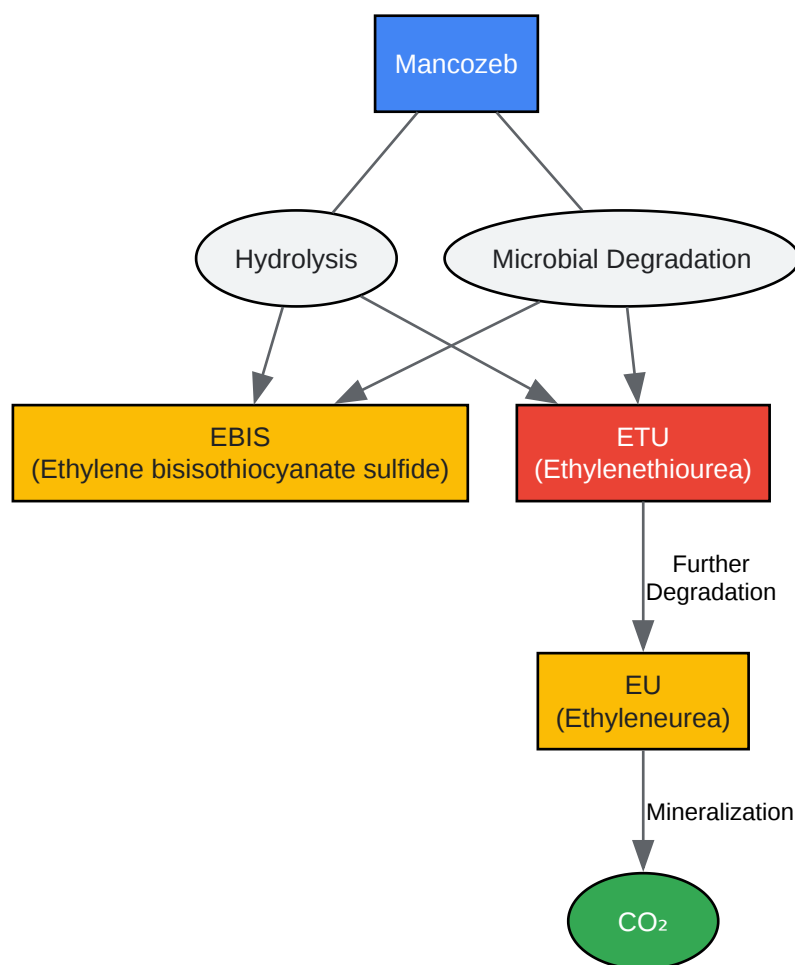 Mancozeb
Hydrolysis
Microbial Degradation
EBIS
(Ethylene bisisothiocyanate sulfide)
ETU
(Ethylenethiourea)
Further
Degradation
EU
(Ethyleneurea)
Mineralization
CO₂